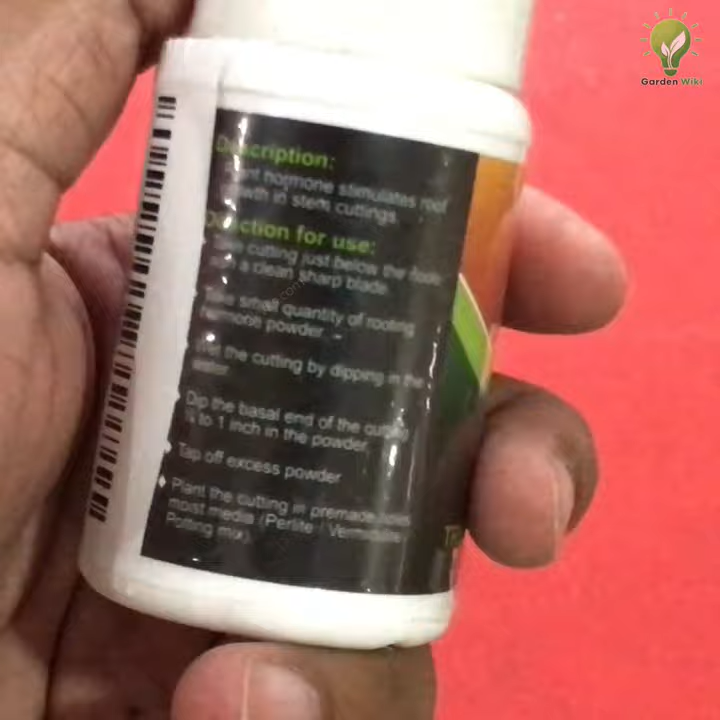 Garden Wiki
Description:
Plant hormone stimulates root
growth in stem cuttings.
Direction for use:
Take cutting just below the node
with a clean sharp blade.
Take small quantity of rooting
hormone powder.
Wet the cutting by dipping in the
water
Dip the basal end of the cutting
to 1 inch in the powder
Tap off excess powder
Plant the cutting in premade holes
moist media (Perlite / Vermiculite /
Potting mix).